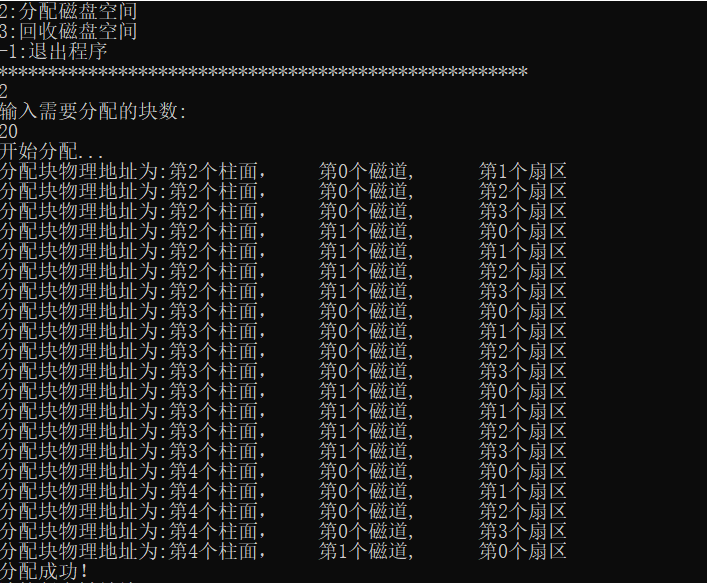 2:分配磁盘空间
3:回收磁盘空间
-1:退出程序
*****************************************************
2
输入需要分配的块数:
20
开始分配...
分配块物理地址为:第2个柱面, 第0个磁道, 第1个扇区
分配块物理地址为:第2个柱面, 第0个磁道, 第2个扇区
分配块物理地址为:第2个柱面, 第0个磁道, 第3个扇区
分配块物理地址为:第2个柱面, 第1个磁道, 第0个扇区
分配块物理地址为:第2个柱面, 第1个磁道, 第1个扇区
分配块物理地址为:第2个柱面, 第1个磁道, 第2个扇区
分配块物理地址为:第2个柱面, 第1个磁道, 第3个扇区
分配块物理地址为:第3个柱面, 第0个磁道, 第0个扇区
分配块物理地址为:第3个柱面, 第0个磁道, 第1个扇区
分配块物理地址为:第3个柱面, 第0个磁道, 第2个扇区
分配块物理地址为:第3个柱面, 第0个磁道, 第3个扇区
分配块物理地址为:第3个柱面, 第1个磁道, 第0个扇区
分配块物理地址为:第3个柱面, 第1个磁道, 第1个扇区
分配块物理地址为:第3个柱面, 第1个磁道, 第2个扇区
分配块物理地址为:第3个柱面, 第1个磁道, 第3个扇区
分配块物理地址为:第4个柱面, 第0个磁道, 第0个扇区
分配块物理地址为:第4个柱面, 第0个磁道, 第1个扇区
分配块物理地址为:第4个柱面, 第0个磁道, 第2个扇区
分配块物理地址为:第4个柱面, 第0个磁道, 第3个扇区
分配块物理地址为:第4个柱面, 第1个磁道, 第0个扇区
分配成功!